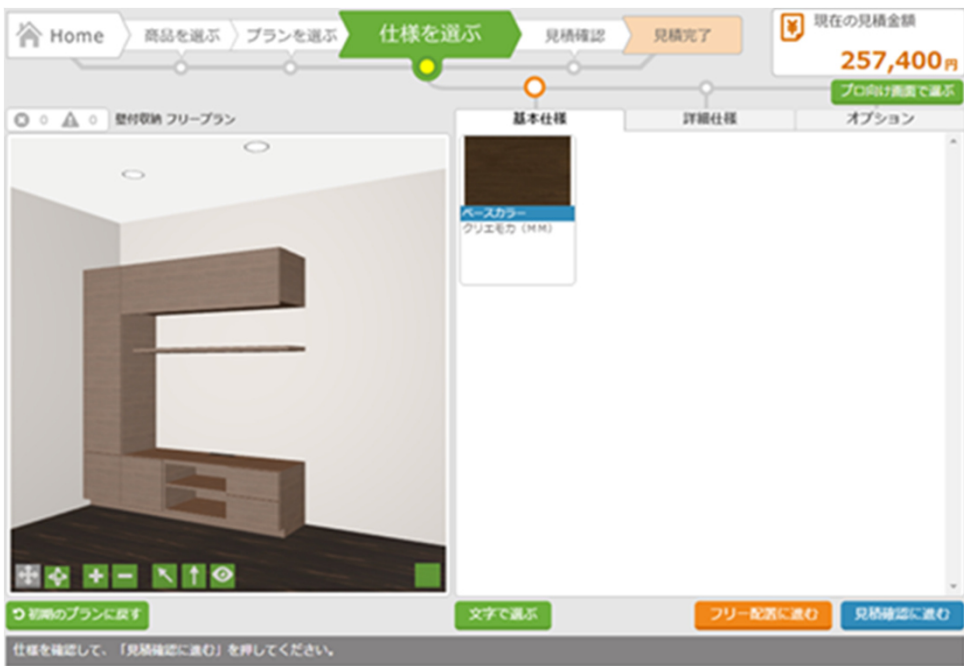 Home
商品を選ぶ
プランを選ぶ
仕様を選ぶ
見積確認
見積完了
現在の見積金額
257,400円
プロ向け画面で選ぶ
0 0 壁付収納 フリープラン
基本仕様
詳細仕様
オプション
ベースカラー
クリエモカ（MM）
初期のプランに戻す
文字で選ぶ
フリー配置に進む
見積確認に進む
仕様を確認して、「見積確認に進む」を押してください。